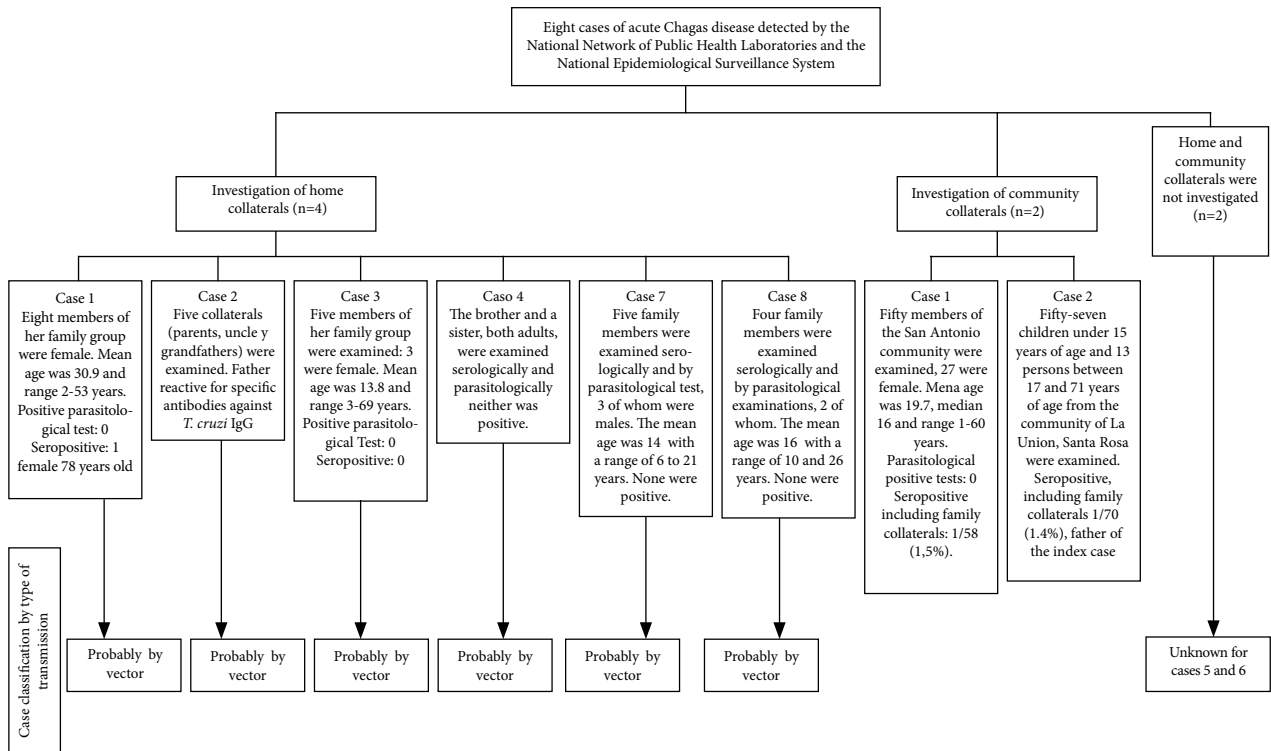 Eight cases of acute Chagas disease detected by the
National Network of Public Health Laboratories and the
National Epidemiological Surveillance System
Investigation of home
collaterals (n=4)
Investigation of community
collaterals (n=2)
Home and
community
collaterals were
not investigated
(n=2)
Case 1
Eight members of
her family group
were female. Mean
age was 30.9 and
range 2-53 years.
Positive parasitolo-
gical test: 0
Seropositive: 1
female 78 years old
Case 2
Five collaterals
(parents, uncle y
grandfathers) were
examined. Father
reactive for specific
antibodies against
T. cruzi IgG
Case 3
Five members of
her family group
were examined: 3
were female. Mean
age was 13.8 and
range 3-69 years.
Positive parasitolo-
gical Test: 0
Seropositive: 0
Caso 4
The brother and a
sister, both adults,
were examined
serologically and
parasitologically
neither was
positive.
Case 7
Five family
members were
examined sero-
logically and by
parasitological test,
3 of whom were
males. The mean
age was 14 with
a range of 6 to 21
years. None were
positive.
Case 8
Four family
members were
examined
serologically and
by parasitological
examinations, 2 of
whom. The mean
age was 16 with a
range of 10 and 26
years. None were
positive.
Case 1
Fifty members of
the San Antonio
community were
examined, 27 were
female. Mena age
was 19.7, median
16 and range 1-60
years.
Parasitological
positive tests: 0
Seropositive
including family
collaterals: 1/58
(1,5%).
Case 2
Fifty-seven
children under 15
years of age and 13
persons between
17 and 71 years
of age from the
community of La
Union, Santa Rosa
were examined.
Seropositive,
including family
collaterals 1/70
(1.4%), father of
the index case
Case classification by type of
transmission
Probably by
vector
Probably by
vector
Probably by
vector
Probably by
vector
Probably by
vector
Probably by
vector
Unknown for
cases 5 and 6